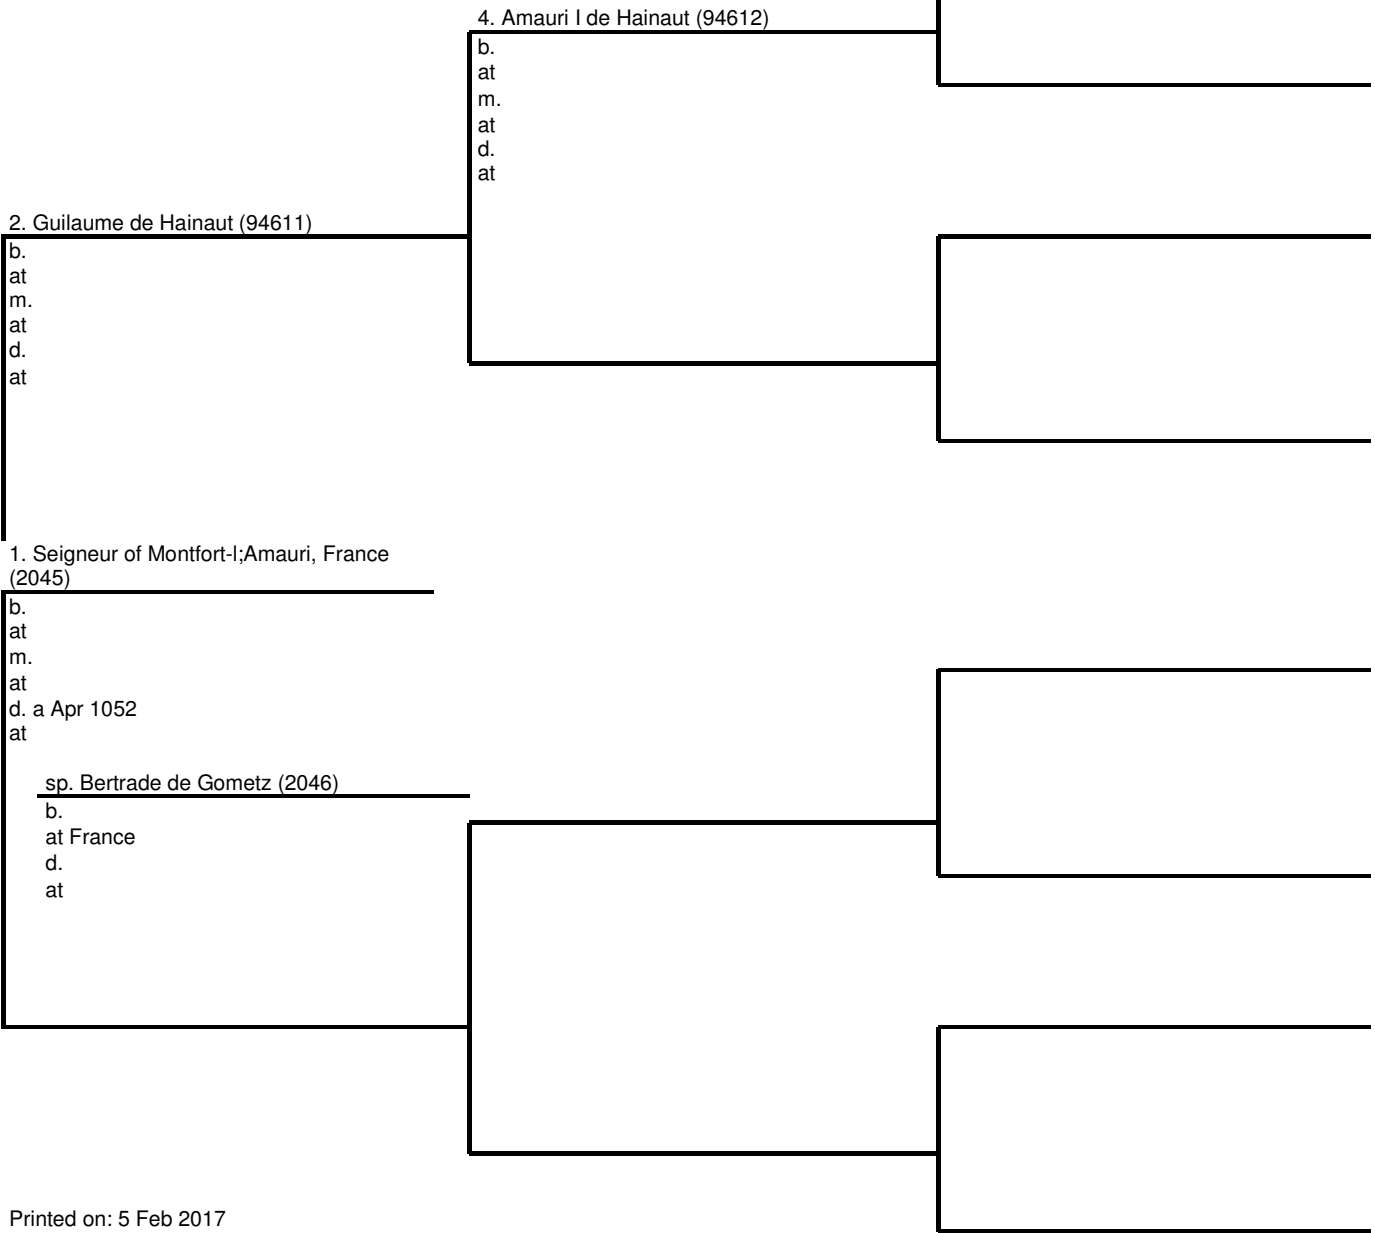 4. Amauri I de Hainaut (94612)
b.
at
m.
at
d.
at
2. Guilaume de Hainaut (94611)
b.
at
m.
at
d.
at
1. Seigneur of Montfort-l;Amauri, France
(2045)
b.
at
m.
at
d. a Apr 1052
at
sp. Bertrade de Gometz (2046)
b.
at France
d.
at
Printed on: 5 Feb 2017